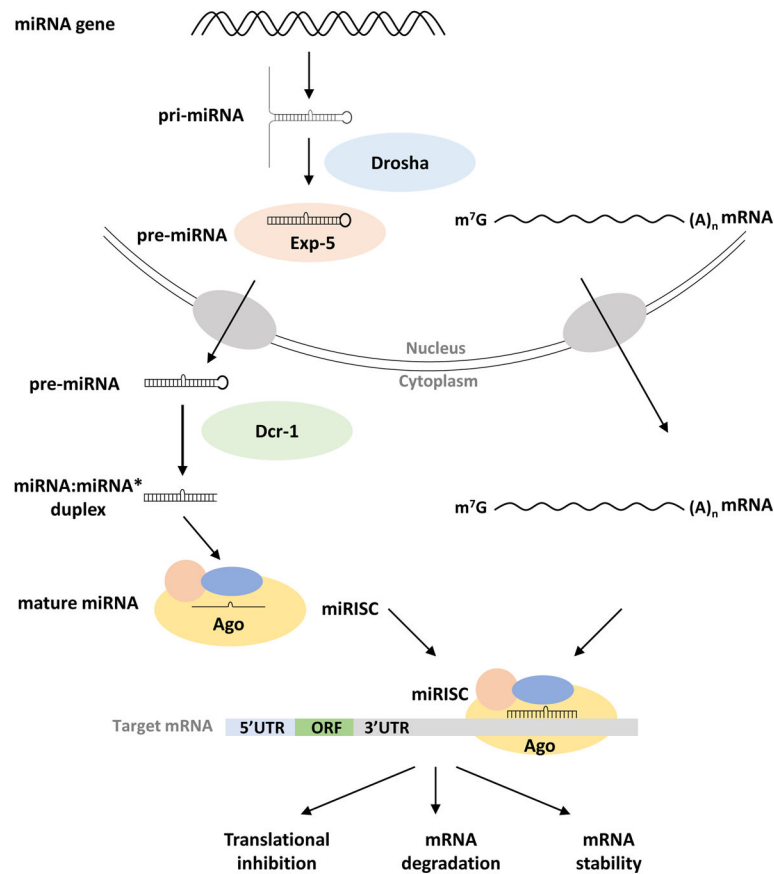 miRNA gene
pri-miRNA
Drosha
pre-miRNA
Exp-5
m⁷G
(A)ₙ mRNA
Nucleus
Cytoplasm
pre-miRNA
Dcr-1
miRNA:miRNA*
duplex
m⁷G
(A)ₙ mRNA
mature miRNA
Ago
miRISC
miRISC
Target mRNA
5’UTR
ORF
3’UTR
Ago
Translational
inhibition
mRNA
degradation
mRNA
stability